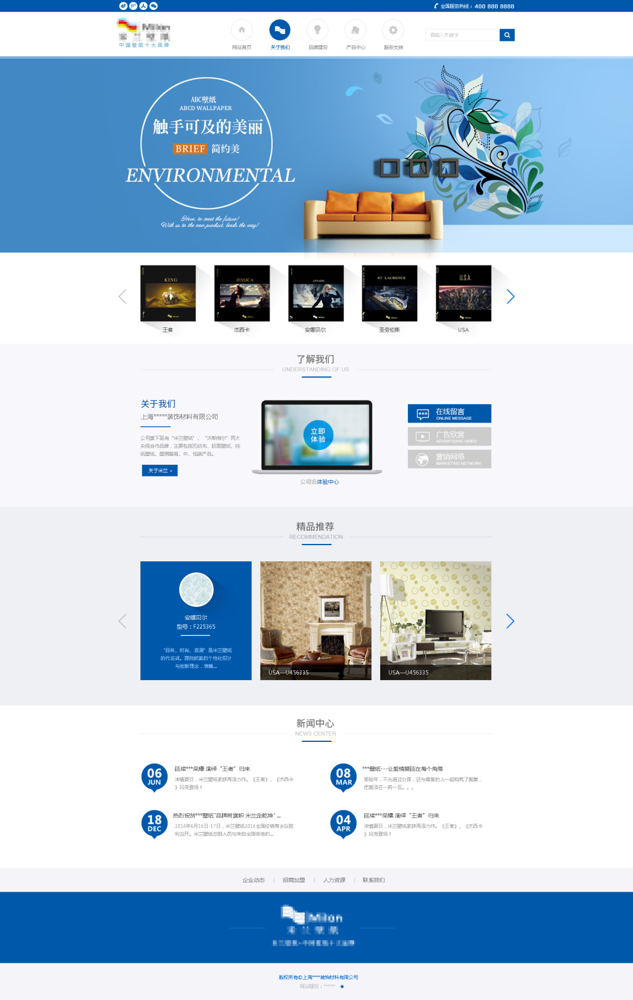 全国服务热线：400 888 8888
Milan
中国壁纸十大品牌
网站首页
关于我们
品牌建设
产品中心
服务支持
请输入关键字
ABC壁纸
ABCD WALLPAPER
触手可及的美丽
BRIEF 简约美
ENVIRONMENTAL
Here, to meet the future!
With us to the new product, leads the way!
KING
JESSICA
ANNABEL
ST LAURENCE
U.S.A.
王者
杰西卡
安娜贝尔
圣劳伦斯
USA
了解我们
UNDERSTANDING OF US
关于我们
上海*****装饰材料有限公司
公司旗下现有“米兰壁纸”、“沃斯维尔”两大
央视合作品牌，主要包括无纺布、胶面壁纸、纯
纸壁纸、壁画等高、中、低端产品。
关于米兰 >
立即
体验
公司名体验中心
在线留言
ONLINE MESSAGE
广告欣赏
ADVERTISING VIDEO
营销网络
MARKETING NETWORK
精品推荐
RECOMMENDATION
安娜贝尔
型号：F225365
“品味、时尚、浪漫”是米兰壁纸
的代名词。源自欧美的个性化设计
与创新理念，准确...
USA—U456335
USA—U456335
新闻中心
NEWS CENTER
06
JUN
延续***荣耀 演绎“王者”归来
浓情夏日，米兰壁纸家族再添力作。《王者》、《杰西卡
》闪亮登场！
08
MAR
***壁纸---让爱情蔓延在每个角落
那些年，不光追过女孩，还与最爱的人一起构筑了爱巢，
把爱添在一砖一瓦。。。
18
DEC
热烈祝贺***壁纸"品牌树旗帜 米兰走乾坤" ...
2014年6月16日-17日，米兰壁纸2014全国经销商会议胜
利召开。米兰壁纸总部人员与来自全国各地的...
04
APR
延续***荣耀 演绎“王者”归来
浓情夏日，米兰壁纸家族再添力作。《王者》、《杰西卡
》闪亮登场！
企业动态 | 招商加盟 | 人力资源 | 联系我们
Milan
版权所有©上海****装饰材料有限公司
网站建设：******